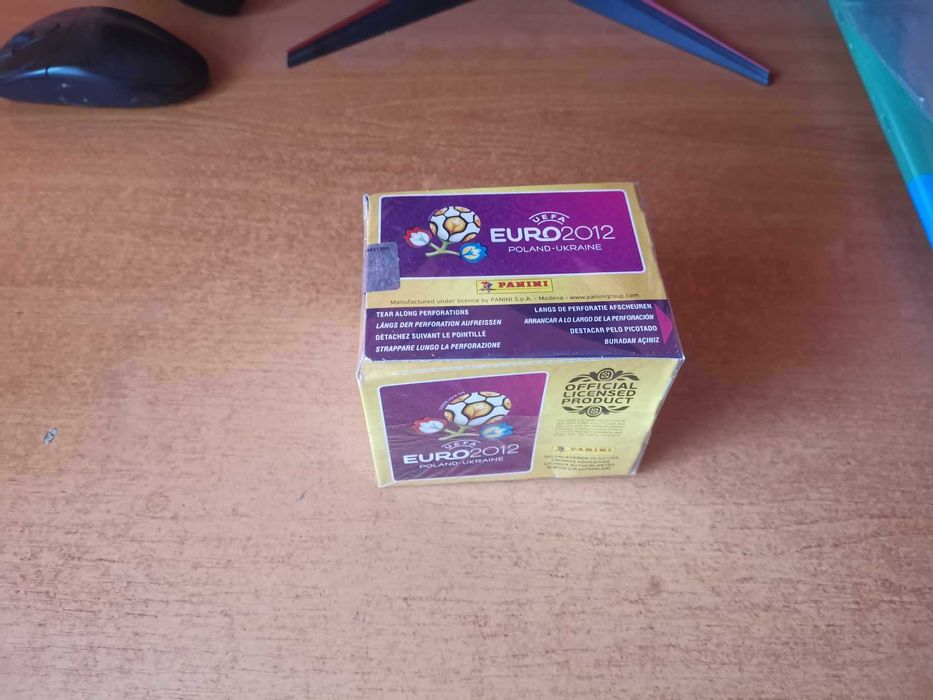 UEFA
EURO2012
POLAND-UKRAINE
PANINI
Manufactured under licence by PANINI S.p.A. - Modena - www.paninigroup.com
TEAR ALONG PERFORATIONS
LÄNGS DER PERFORATION AUFREISSEN
DÉTACHEZ SUIVANT LE POINTILLÉ
STRAPPARE LUNGO LA PERFORAZIONE
LANGS DE PERFORATIE AFSCHEUREN
ARRANCAR A LO LARGO DE LA PERFORACIÓN
DESTACAR PELO PICOTADO
BURADAN AÇINIZ
UEFA
EURO2012
POLAND-UKRAINE
OFFICIAL
LICENSED
PRODUCT
PANINI